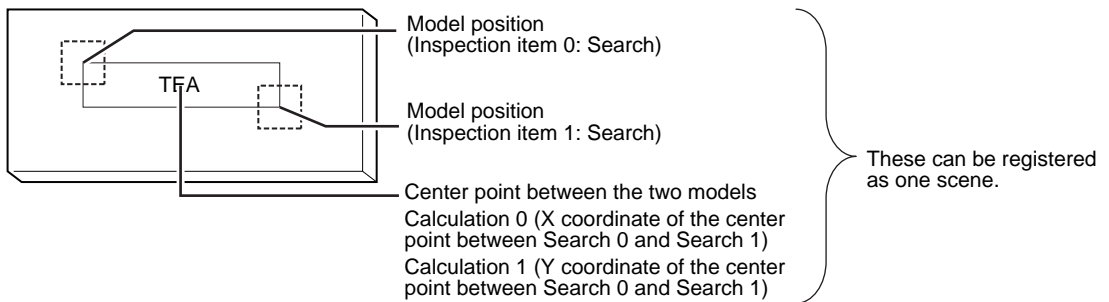 Model position
(Inspection item 0: Search)
TEA
Model position
(Inspection item 1: Search)
Center point between the two models
Calculation 0 (X coordinate of the center
point between Search 0 and Search 1)
Calculation 1 (Y coordinate of the center
point between Search 0 and Search 1)
These can be registered
as one scene.